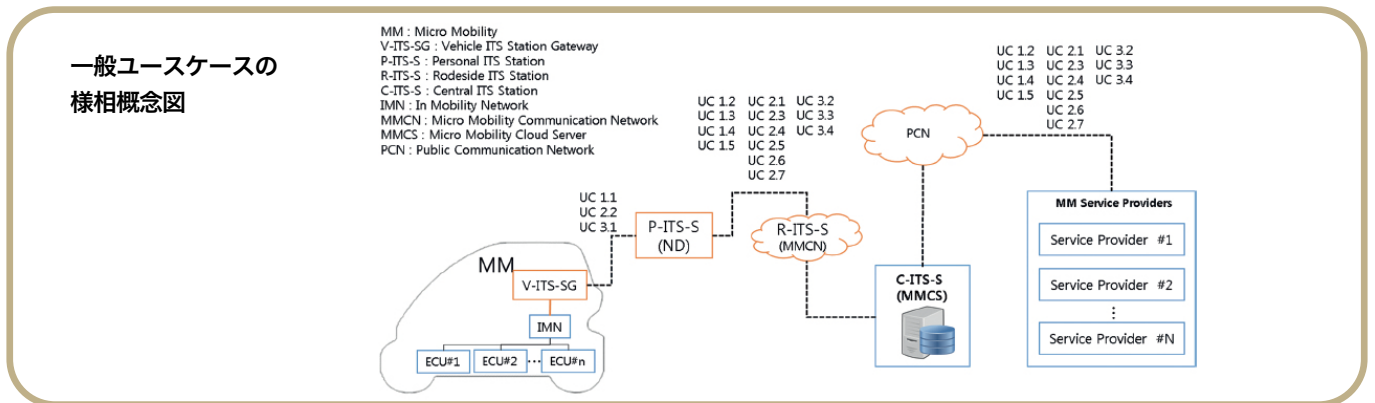 一般ユースケースの
様相概念図
MM : Micro Mobility
V-ITS-SG : Vehicle ITS Station Gateway
P-ITS-S : Personal ITS Station
R-ITS-S : Rodeside ITS Station
C-ITS-S : Central ITS Station
IMN : In Mobility Network
MMCN : Micro Mobility Communication Network
MMCS : Micro Mobility Cloud Server
PCN : Public Communication Network
UC 1.1
UC 2.2
UC 3.1
UC 1.2 UC 2.1 UC 3.2
UC 1.3 UC 2.3 UC 3.3
UC 1.4 UC 2.4 UC 3.4
UC 1.5 UC 2.5
UC 2.6
UC 2.7
UC 1.2 UC 2.1 UC 3.2
UC 1.3 UC 2.3 UC 3.3
UC 1.4 UC 2.4 UC 3.4
UC 1.5 UC 2.5
UC 2.6
UC 2.7
MM
V-ITS-SG
IMN
ECU#1 ECU#2 ··· ECU#n
P-ITS-S
(ND)
R-ITS-S
(MMCN)
PCN
C-ITS-S
(MMCS)
MM Service Providers
Service Provider #1
Service Provider #2
⋮
Service Provider #N